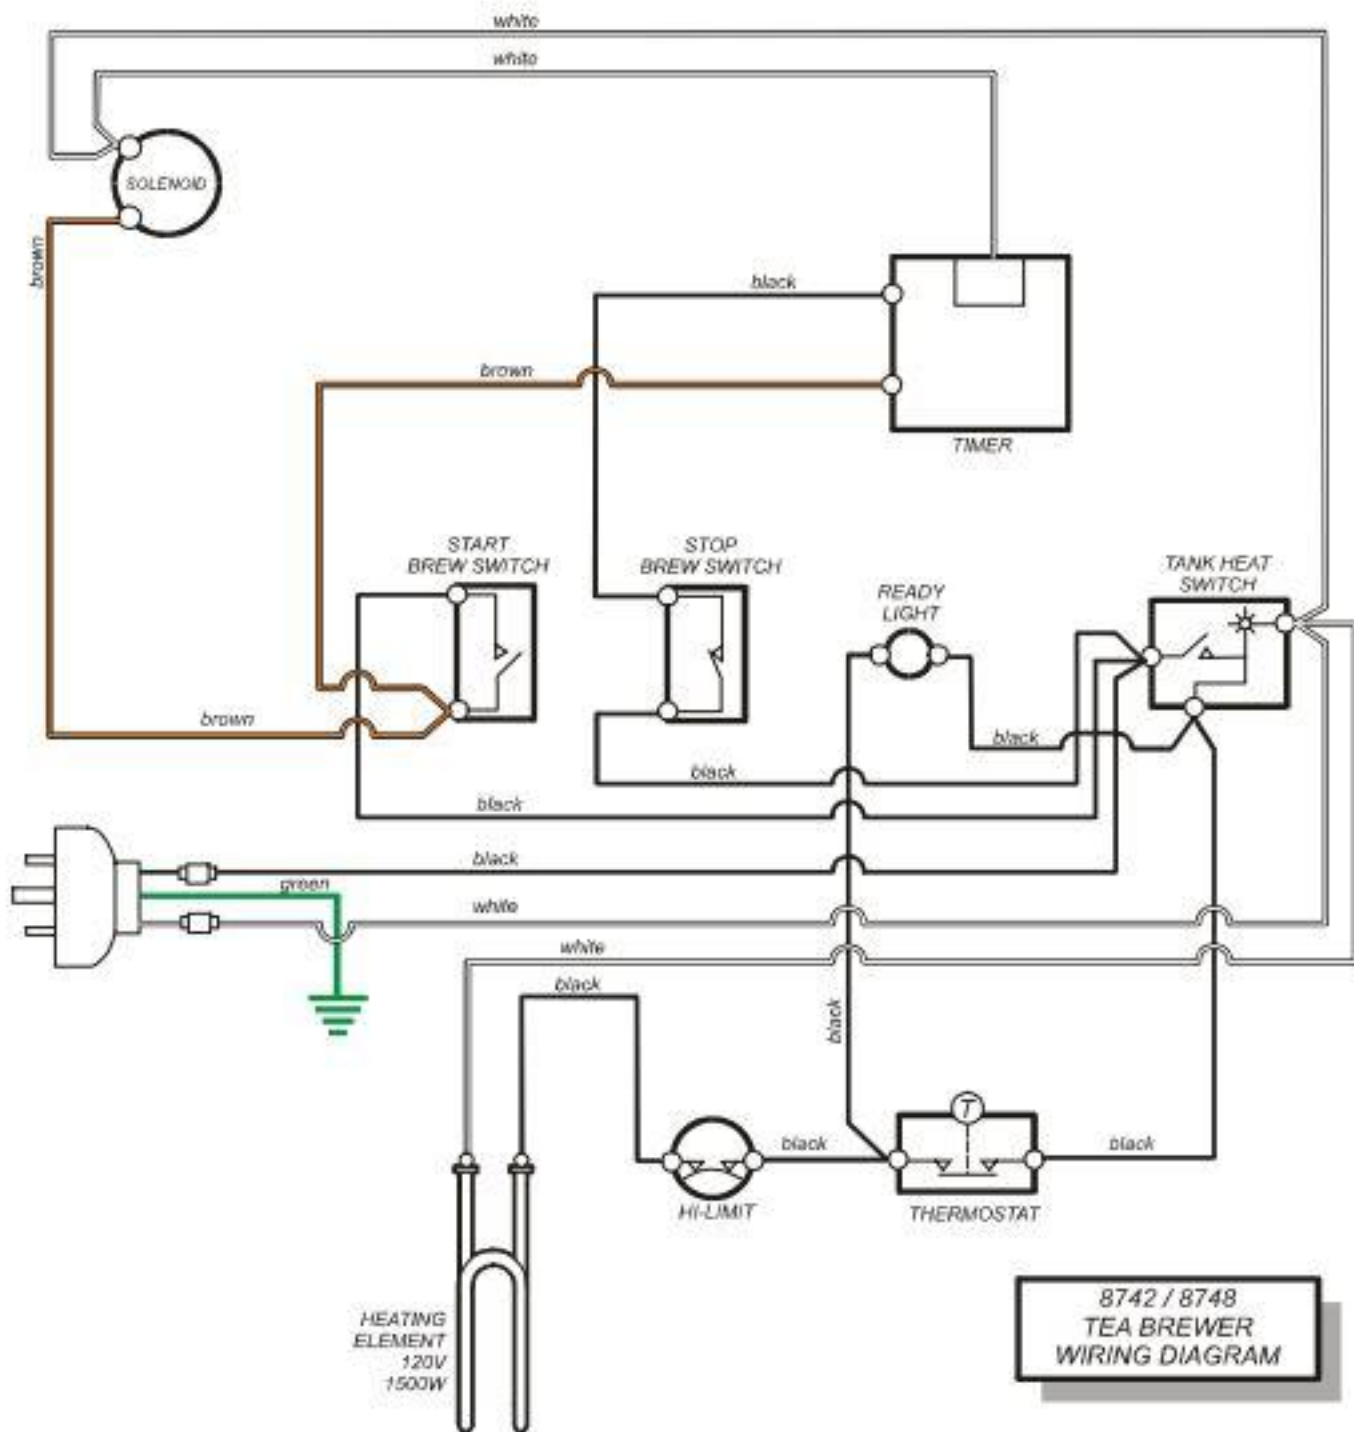 white
white
SOLENOID
brown
black
brown
TIMER
START
BREW SWITCH
STOP
BREW SWITCH
READY
LIGHT
TANK HEAT
SWITCH
brown
black
black
black
black
green
white
white
black
black
T
black
black
HI-LIMIT
THERMOSTAT
HEATING
ELEMENT
120V
1500W
8742 / 8748
TEA BREWER
WIRING DIAGRAM